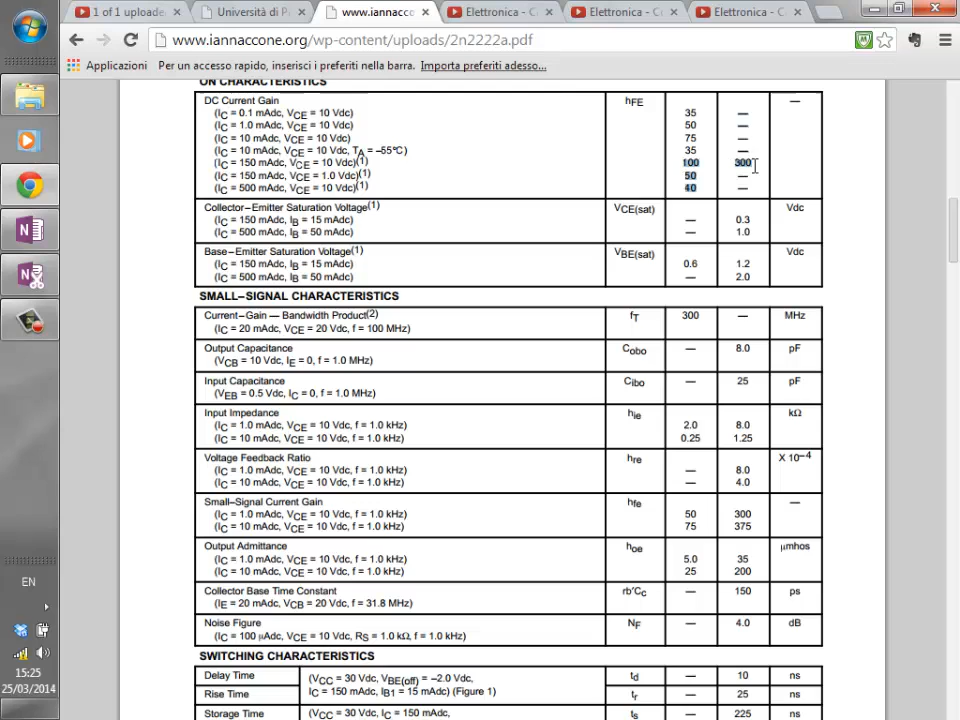 1 of 1 uploade
Università di P
www.iannacco
Elettronica - C
Elettronica - C
Elettronica - C
www.iannaccone.org/wp-content/uploads/2n2222a.pdf
Applicazioni Per un accesso rapido, inserisci i preferiti nella barra. Importa preferiti adesso...
ON CHARACTERISTICS
DC Current Gain hFE —
(IC = 0.1 mAdc, VCE = 10 Vdc) 35 —
(IC = 1.0 mAdc, VCE = 10 Vdc) 50 —
(IC = 10 mAdc, VCE = 10 Vdc) 75 —
(IC = 10 mAdc, VCE = 10 Vdc, TA = –55°C) 35 —
(IC = 150 mAdc, VCE = 10 Vdc)(1) 100 300
(IC = 150 mAdc, VCE = 1.0 Vdc)(1) 50 —
(IC = 500 mAdc, VCE = 10 Vdc)(1) 40 —
Collector–Emitter Saturation Voltage(1) VCE(sat) Vdc
(IC = 150 mAdc, IB = 15 mAdc) — 0.3
(IC = 500 mAdc, IB = 50 mAdc) — 1.0
Base–Emitter Saturation Voltage(1) VBE(sat) Vdc
(IC = 150 mAdc, IB = 15 mAdc) 0.6 1.2
(IC = 500 mAdc, IB = 50 mAdc) — 2.0
SMALL–SIGNAL CHARACTERISTICS
Current–Gain — Bandwidth Product(2) fT 300 — MHz
(IC = 20 mAdc, VCE = 20 Vdc, f = 100 MHz)
Output Capacitance Cobo — 8.0 pF
(VCB = 10 Vdc, IE = 0, f = 1.0 MHz)
Input Capacitance Cibo — 25 pF
(VEB = 0.5 Vdc, IC = 0, f = 1.0 MHz)
Input Impedance hie kΩ
(IC = 1.0 mAdc, VCE = 10 Vdc, f = 1.0 kHz) 2.0 8.0
(IC = 10 mAdc, VCE = 10 Vdc, f = 1.0 kHz) 0.25 1.25
Voltage Feedback Ratio hre X 10–4
(IC = 1.0 mAdc, VCE = 10 Vdc, f = 1.0 kHz) — 8.0
(IC = 10 mAdc, VCE = 10 Vdc, f = 1.0 kHz) — 4.0
Small–Signal Current Gain hfe —
(IC = 1.0 mAdc, VCE = 10 Vdc, f = 1.0 kHz) 50 300
(IC = 10 mAdc, VCE = 10 Vdc, f = 1.0 kHz) 75 375
Output Admittance hoe µmhos
(IC = 1.0 mAdc, VCE = 10 Vdc, f = 1.0 kHz) 5.0 35
(IC = 10 mAdc, VCE = 10 Vdc, f = 1.0 kHz) 25 200
Collector Base Time Constant rb′CC — 150 ps
(IE = 20 mAdc, VCB = 20 Vdc, f = 31.8 MHz)
Noise Figure NF — 4.0 dB
(IC = 100 µAdc, VCE = 10 Vdc, RS = 1.0 kΩ, f = 1.0 kHz)
SWITCHING CHARACTERISTICS
Delay Time (VCC = 30 Vdc, VBE(off) = –2.0 Vdc, td — 10 ns
Rise Time IC = 150 mAdc, IB1 = 15 mAdc) (Figure 1) tr — 25 ns
Storage Time (VCC = 30 Vdc, IC = 150 mAdc, ts — 225 ns
EN
15:25
25/03/2014